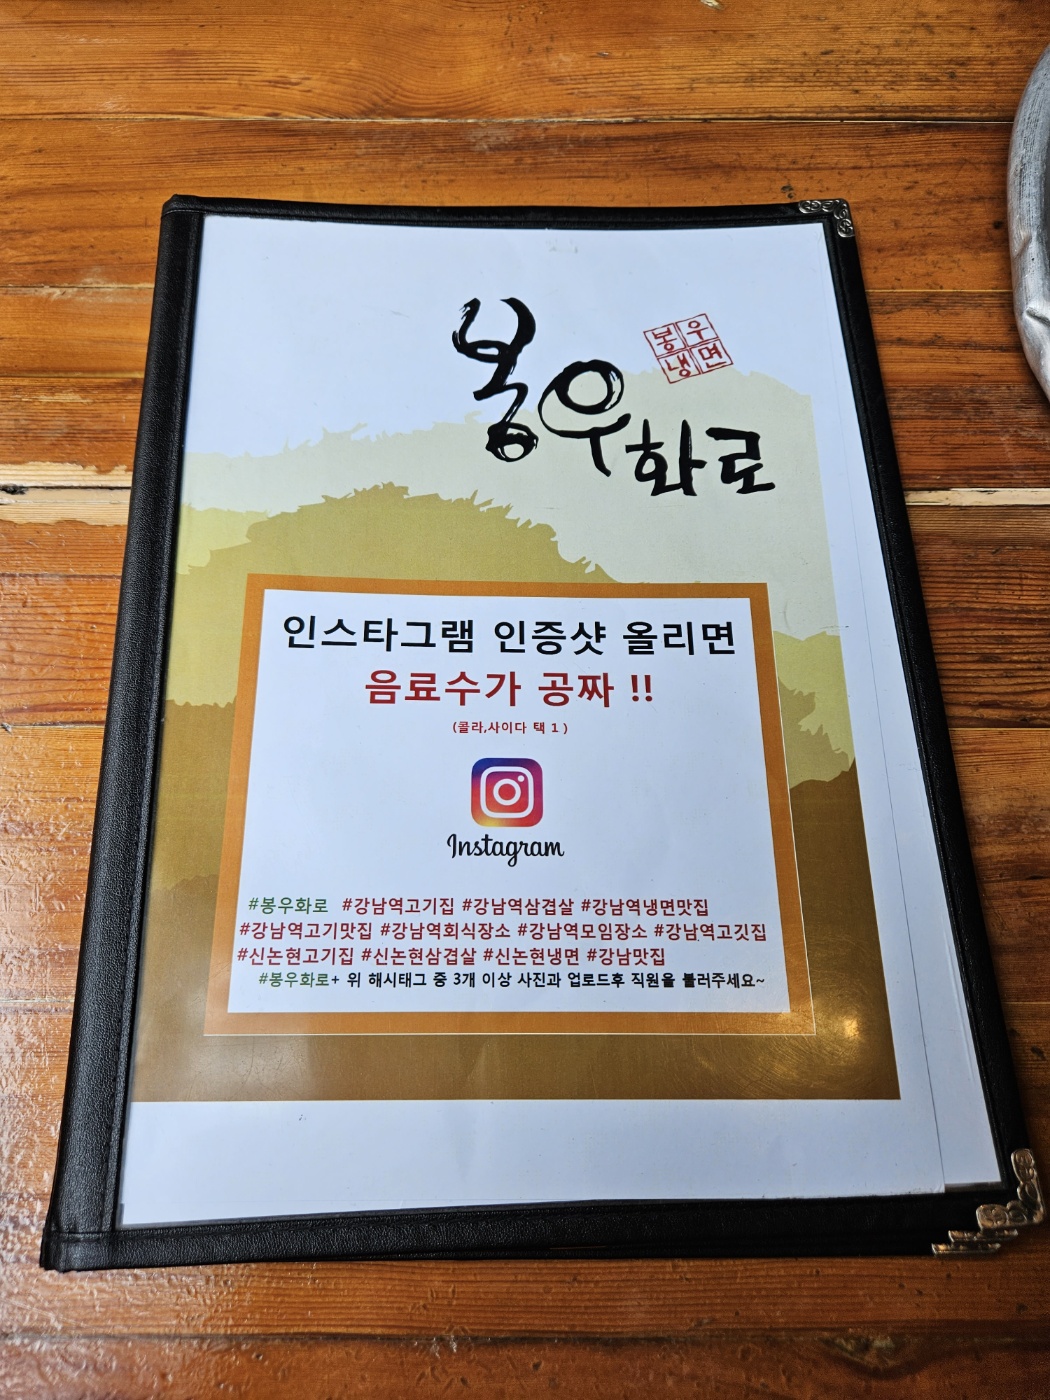 봉우화로
봉우
냉면
인스타그램 인증샷 올리면
음료수가 공짜 !!
(콜라,사이다 택 1 )
Instagram
#봉우화로 #강남역고기집 #강남역삼겹살 #강남역냉면맛집
#강남역고기맛집 #강남역회식장소 #강남역모임장소 #강남역고깃집
#신논현고기집 #신논현삼겹살 #신논현냉면 #강남맛집
#봉우화로+ 위 해시태그 중 3개 이상 사진과 업로드후 직원을 불러주세요~